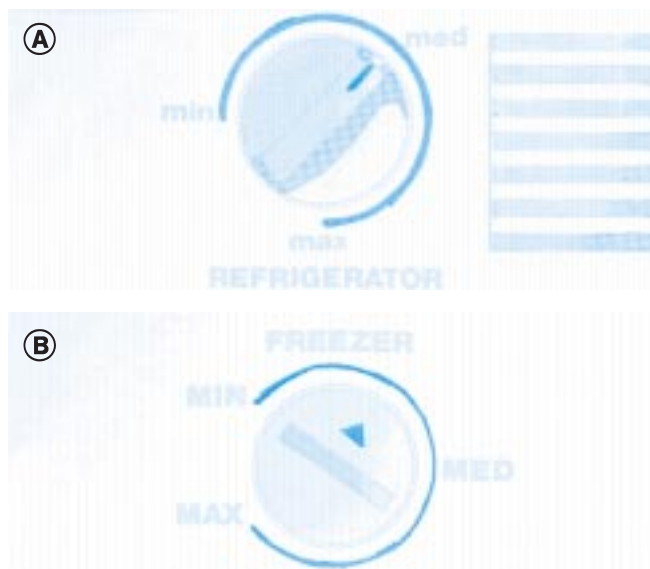 A
med
min
max
REFRIGERATOR
B
FREEZER
MIN
MED
MAX